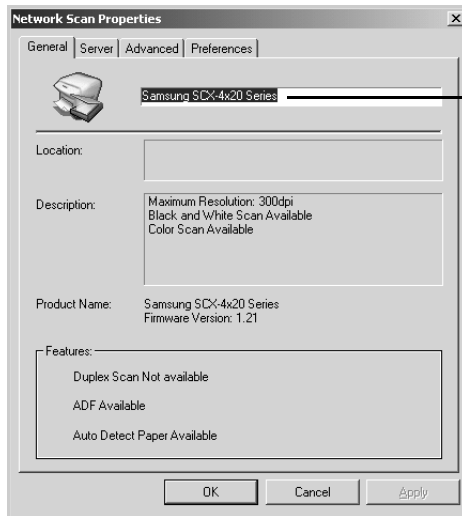 Network Scan Properties
General Server Advanced Preferences
Samsung SCX-4x20 Series
Location:
Description:
Maximum Resolution: 300dpi
Black and White Scan Available
Color Scan Available
Product Name:
Samsung SCX-4x20 Series
Firmware Version: 1.21
Features:
Duplex Scan Not available
ADF Available
Auto Detect Paper Available
OK Cancel Apply